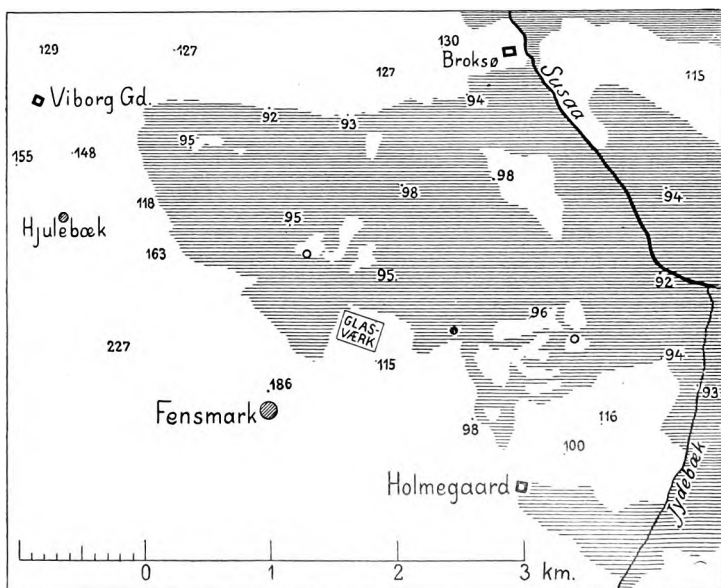 129
127
130
Broksø
127
115
Susaa
Viborg Gd.
94
92
93
95
155
148
98
94
98
118
95
Hjulebæk
163
95
92
96
GLAS-
VÆRK
227
94
115
186
93
Fensmark
98
116
100
Jydebæk
Holmegaard
0 1 2 3 km.